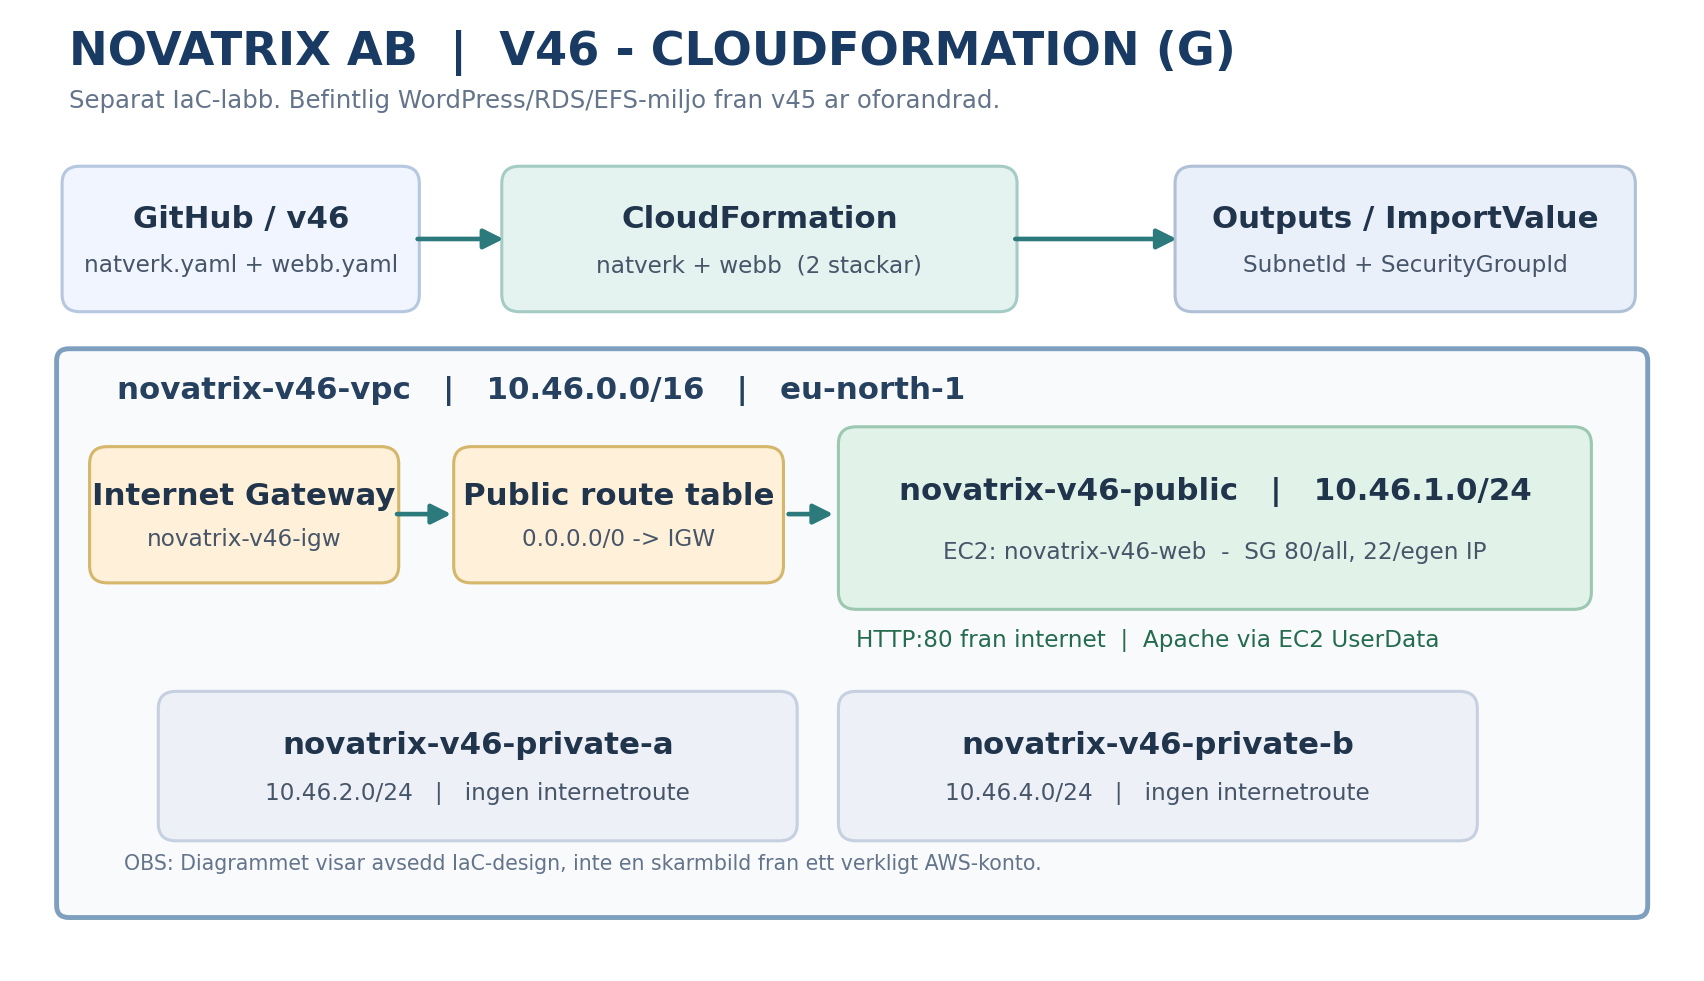 NOVATRIX AB | V46 - CLOUDFORMATION (G)
Separat IaC-labb. Befintlig WordPress/RDS/EFS-miljo fran v45 ar oforandrad.
GitHub / v46
natverk.yaml + webb.yaml
CloudFormation
natverk + webb (2 stackar)
Outputs / ImportValue
SubnetId + SecurityGroupId
novatrix-v46-vpc | 10.46.0.0/16 | eu-north-1
Internet Gateway
novatrix-v46-igw
Public route table
0.0.0.0/0 -> IGW
novatrix-v46-public | 10.46.1.0/24
EC2: novatrix-v46-web - SG 80/all, 22/egen IP
HTTP:80 fran internet | Apache via EC2 UserData
novatrix-v46-private-a
10.46.2.0/24 | ingen internetroute
novatrix-v46-private-b
10.46.4.0/24 | ingen internetroute
OBS: Diagrammet visar avsedd IaC-design, inte en skarmbild fran ett verkligt AWS-konto.